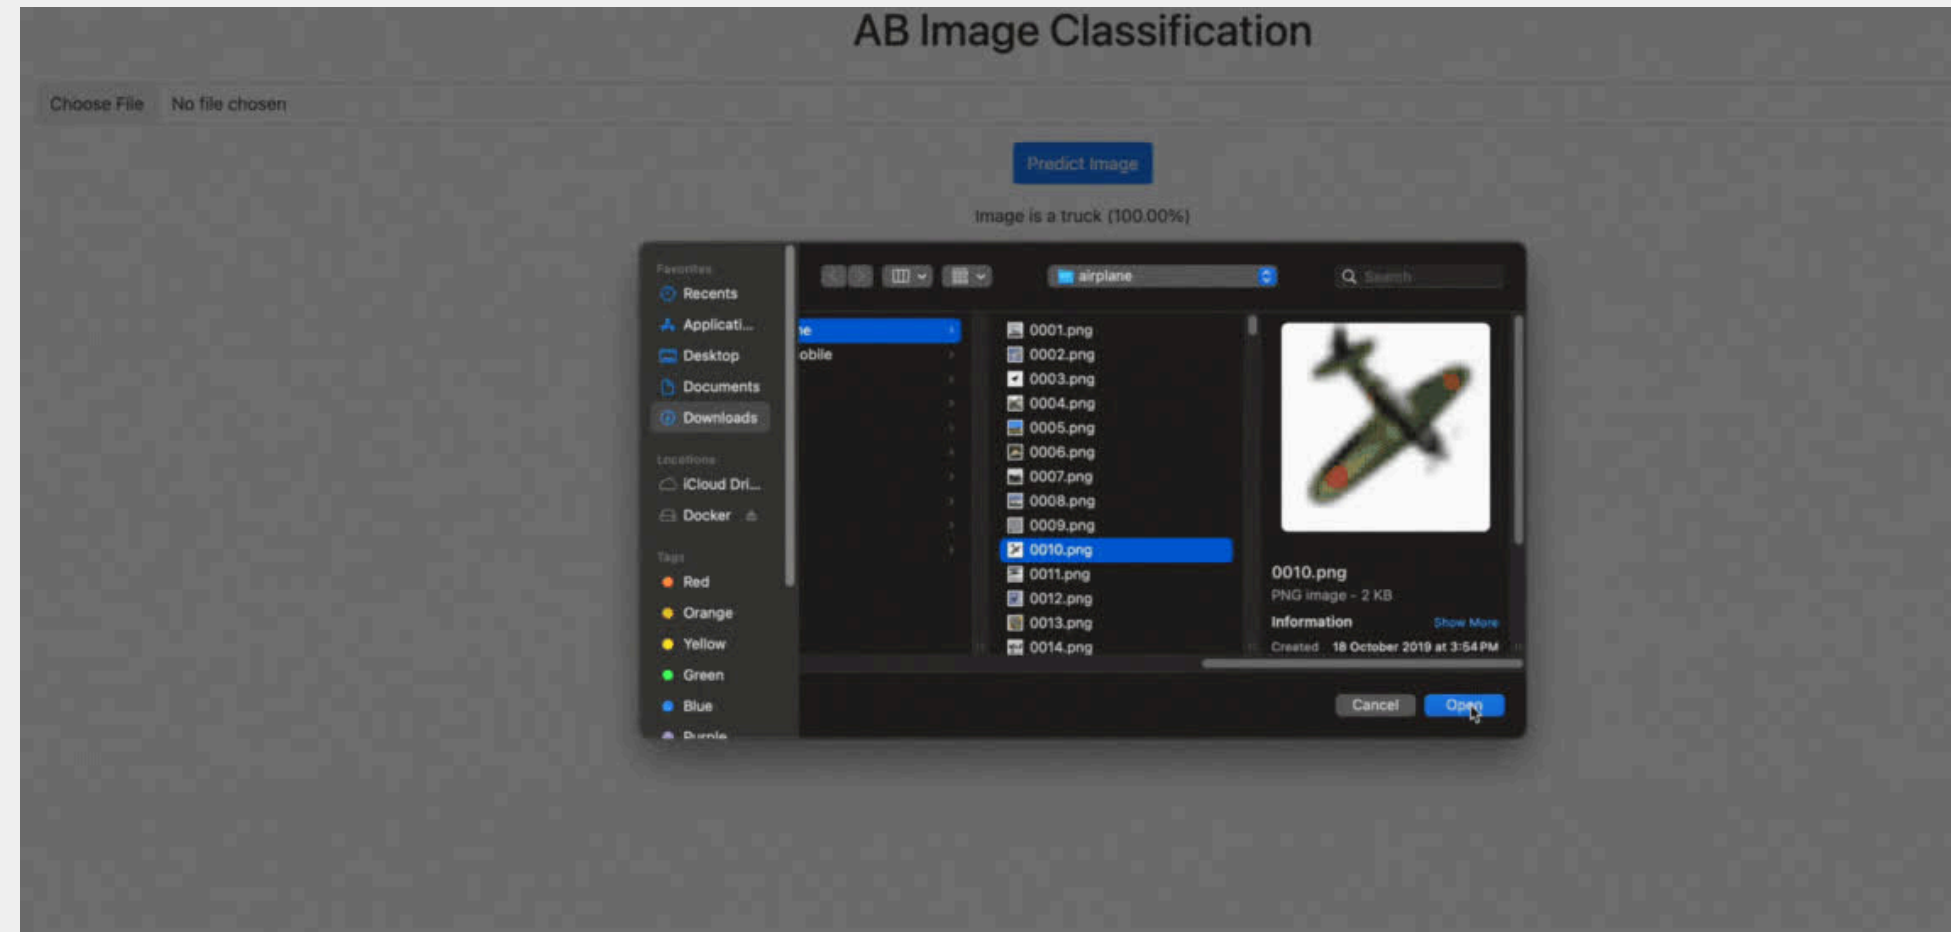 AB Image Classification
Choose File No file chosen
Predict Image
Image is a truck (100.00%)
Favorites
Recents
Applicati...
Desktop
Documents
Downloads
Locations
iCloud Dri...
Docker
Tags
Red
Orange
Yellow
Green
Blue
Purple
airplane
Search
ne
obile
0001.png
0002.png
0003.png
0004.png
0005.png
0006.png
0007.png
0008.png
0009.png
0010.png
0011.png
0012.png
0013.png
0014.png
0010.png
PNG image - 2 KB
Information Show More
Created 18 October 2019 at 3:54 PM
Cancel Open